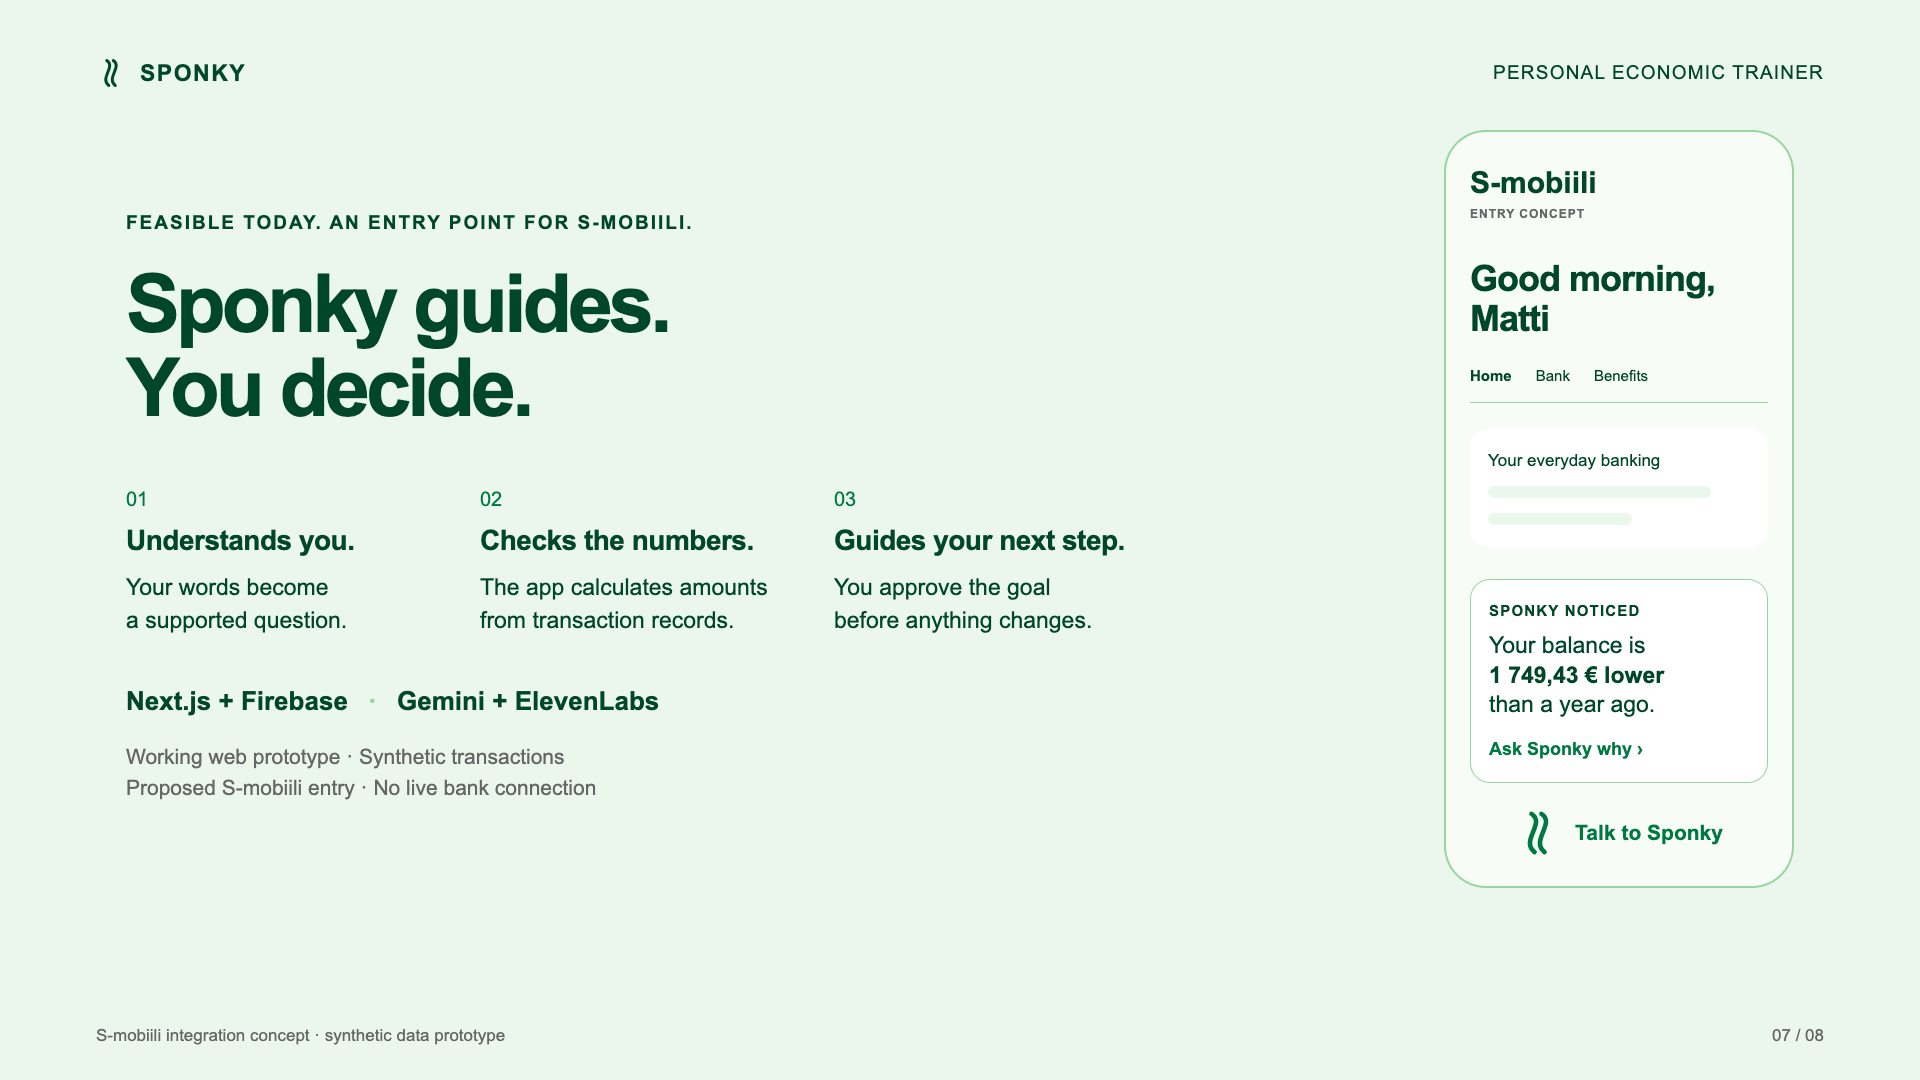 SPONKY
PERSONAL ECONOMIC TRAINER
FEASIBLE TODAY. AN ENTRY POINT FOR S-MOBIILI.
Sponky guides.
You decide.
01
Understands you.
Your words become
a supported question.
02
Checks the numbers.
The app calculates amounts
from transaction records.
03
Guides your next step.
You approve the goal
before anything changes.
Next.js + Firebase · Gemini + ElevenLabs
Working web prototype · Synthetic transactions
Proposed S-mobiili entry · No live bank connection
S-mobiili
ENTRY CONCEPT
Good morning,
Matti
Home Bank Benefits
Your everyday banking
SPONKY NOTICED
Your balance is
1 749,43 € lower
than a year ago.
Ask Sponky why ›
Talk to Sponky
S-mobiili integration concept · synthetic data prototype
07 / 08